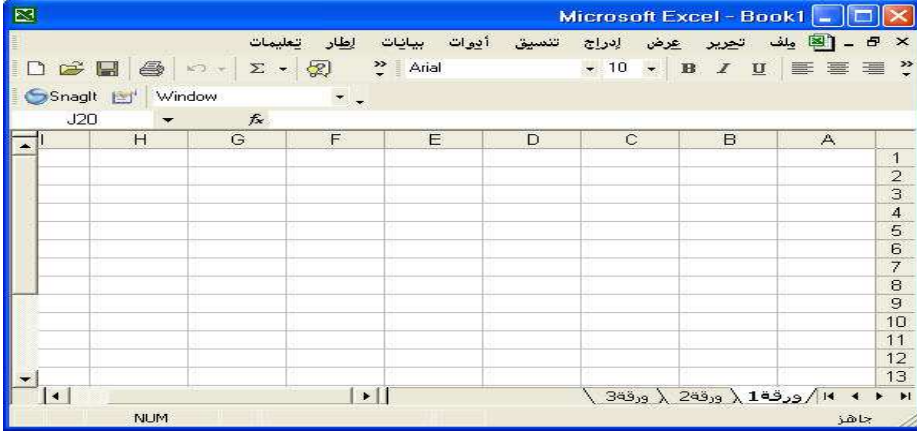 Microsoft Excel - Book1
ملف تحرير عرض إدراج تنسيق أدوات بيانات إطار تعليمات
Arial 10 B I U
SnagIt Window
J20 fx
A B C D E F G H I
1
2
3
4
5
6
7
8
9
10
11
12
13
ورقة1 ورقة2 ورقة3
جاهز NUM